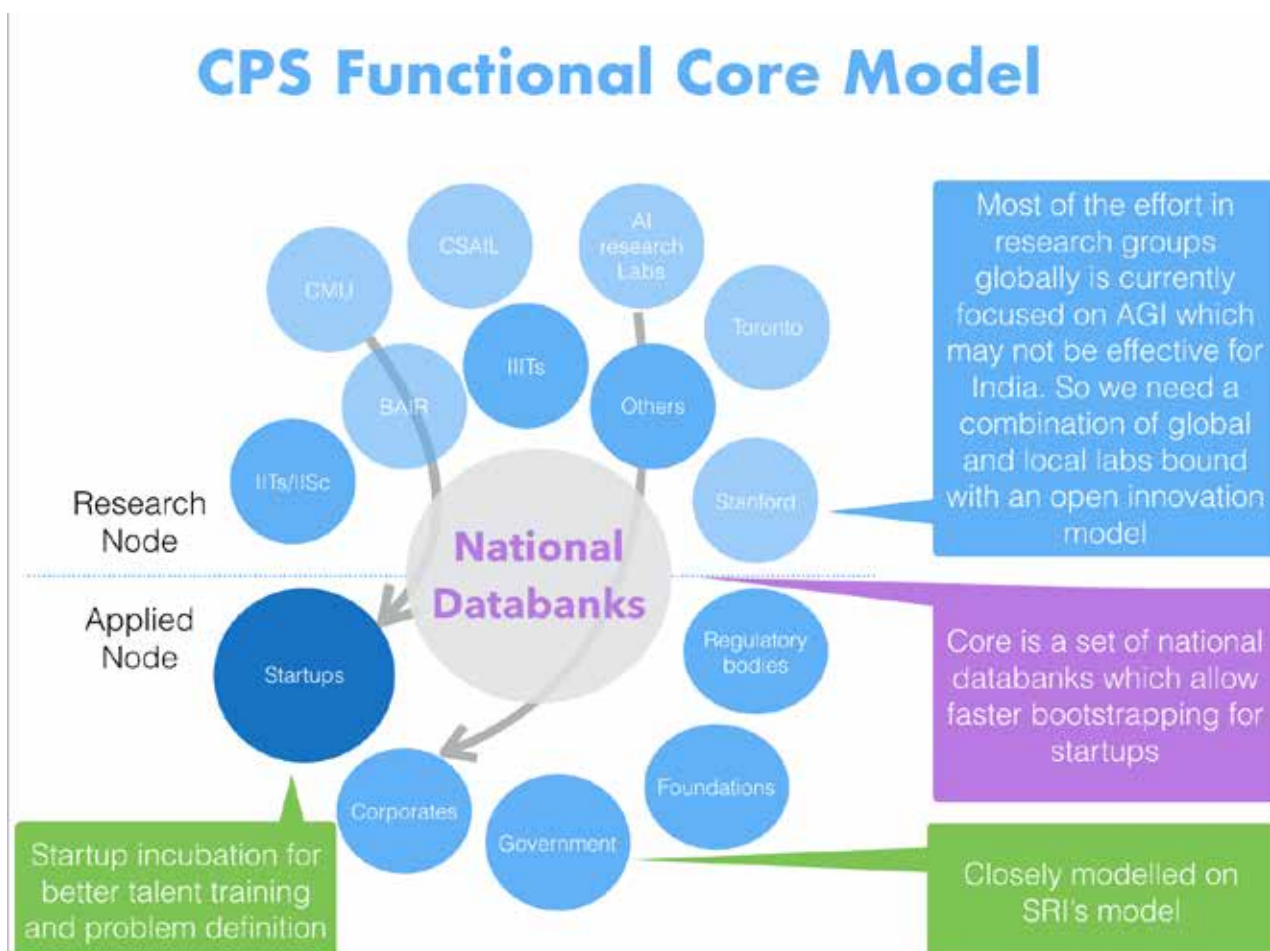 CPS Functional Core Model
CSAIL
AI
research
Labs
CMU
Toronto
IIITs
BAIR
Others
IITs/IISc
Stanford
Research
Node
National
Databanks
Applied
Node
Startups
Regulatory
bodies
Foundations
Corporates
Government
Most of the effort in
research groups
globally is currently
focused on AGI which
may not be effective for
India. So we need a
combination of global
and local labs bound
with an open innovation
model
Core is a set of national
databanks which allow
faster bootstrapping for
startups
Startup incubation for
better talent training
and problem definition
Closely modelled on
SRI's model